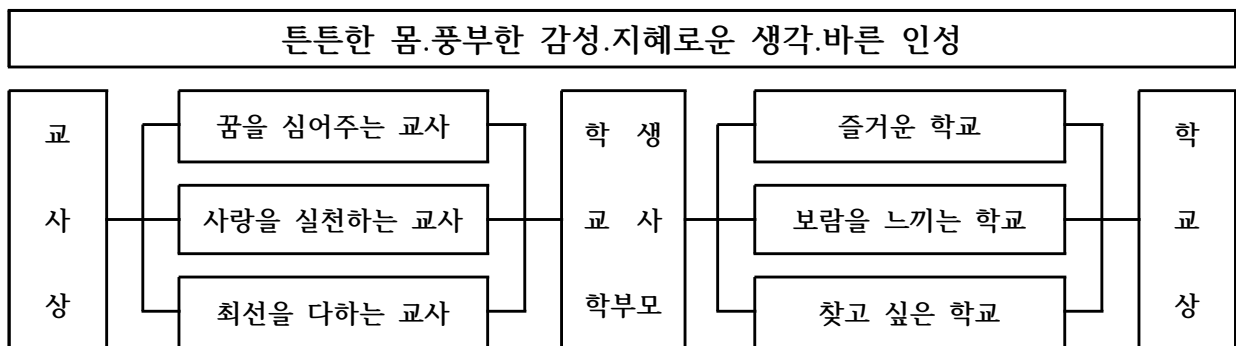 튼튼한 몸.풍부한 감성.지혜로운 생각.바른 인성
교
사
상
꿈을 심어주는 교사
사랑을 실천하는 교사
최선을 다하는 교사
학 생
교 사
학부모
즐거운 학교
보람을 느끼는 학교
찾고 싶은 학교
학
교
상